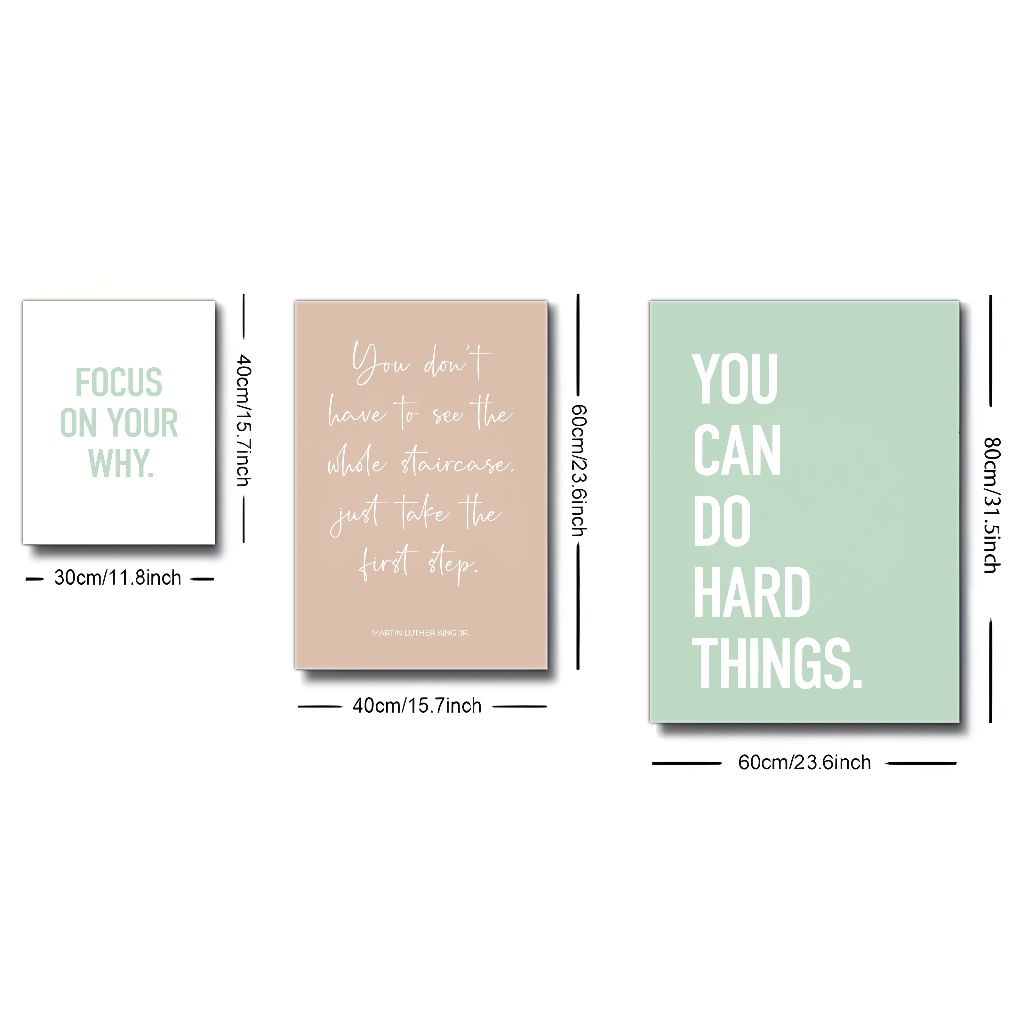 FOCUS
ON YOUR
WHY.
40cm/15.7inch
30cm/11.8inch
You don't
have to see the
whole staircase,
just take the
first step.
MARTIN LUTHER KING JR.
60cm/23.6inch
40cm/15.7inch
YOU
CAN
DO
HARD
THINGS.
80cm/31.5inch
60cm/23.6inch